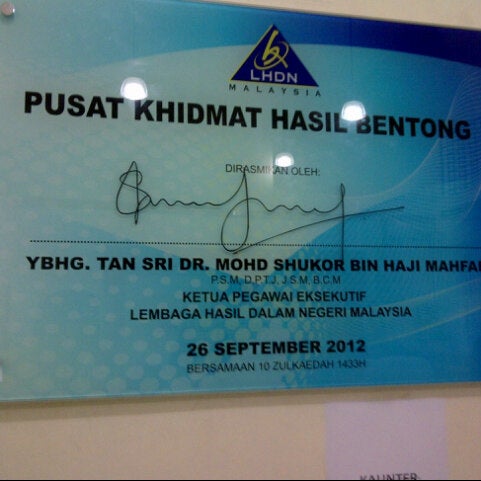 LHDN
MALAYSIA
PUSAT KHIDMAT HASIL BENTONG
DIRASMIKAN OLEH:
YBHG. TAN SRI DR. MOHD SHUKOR BIN HAJI
P.S.M, D.P.T.J, J.S.M, B.C.M
KETUA PEGAWAI EKSEKUTIF
LEMBAGA HASIL DALAM NEGERI MALAYSIA
26 SEPTEMBER 2012
BERSAMAAN 10 ZULKAEDAH 1433H
KAUNTER